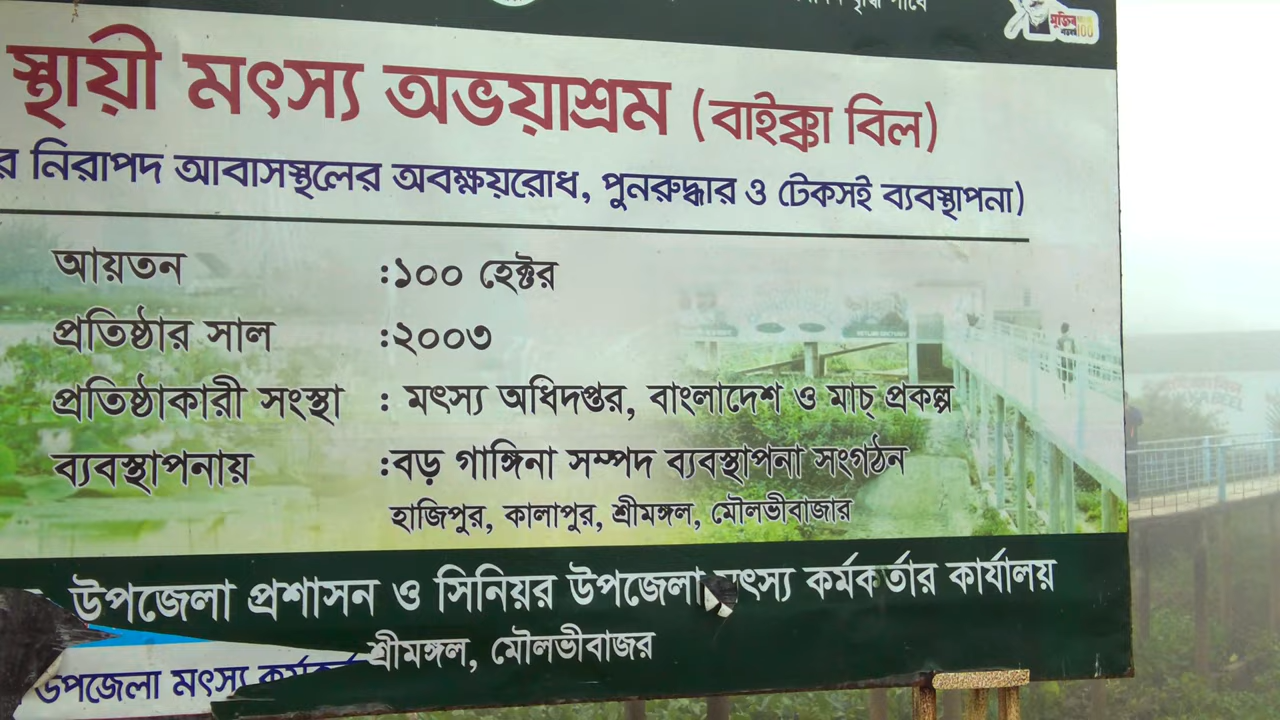 বৃদ্ধি পাবে
মুজিব
100
স্থায়ী মৎস্য অভয়াশ্রম (বাইক্কা বিল)
র নিরাপদ আবাসস্থলের অবক্ষয়রোধ, পুনরুদ্ধার ও টেকসই ব্যবস্থাপনা)
আয়তন :১০০ হেক্টর
প্রতিষ্ঠার সাল :২০০৩
প্রতিষ্ঠাকারী সংস্থা : মৎস্য অধিদপ্তর, বাংলাদেশ ও মাচ্ প্রকল্প
ব্যবস্থাপনায় :বড় গাঙ্গিনা সম্পদ ব্যবস্থাপনা সংগঠন
হাজিপুর, কালাপুর, শ্রীমঙ্গল, মৌলভীবাজার
উপজেলা প্রশাসন ও সিনিয়র উপজেলা মৎস্য কর্মকর্তার কার্যালয়
শ্রীমঙ্গল, মৌলভীবাজর
উপজেলা মৎস্য